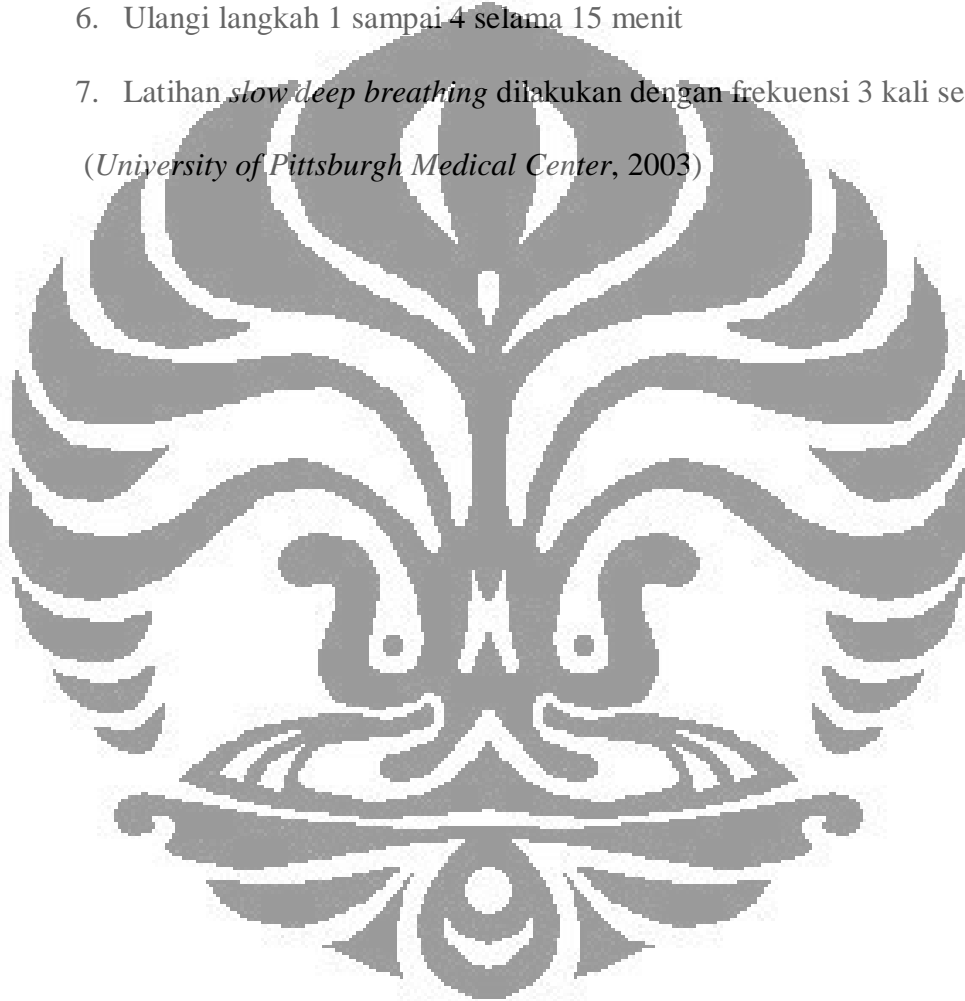 6. Ulangi langkah 1 sampai 4 selama 15 menit
7. Latihan slow deep breathing dilakukan dengan frekuensi 3 kali se
(University of Pittsburgh Medical Center, 2003)